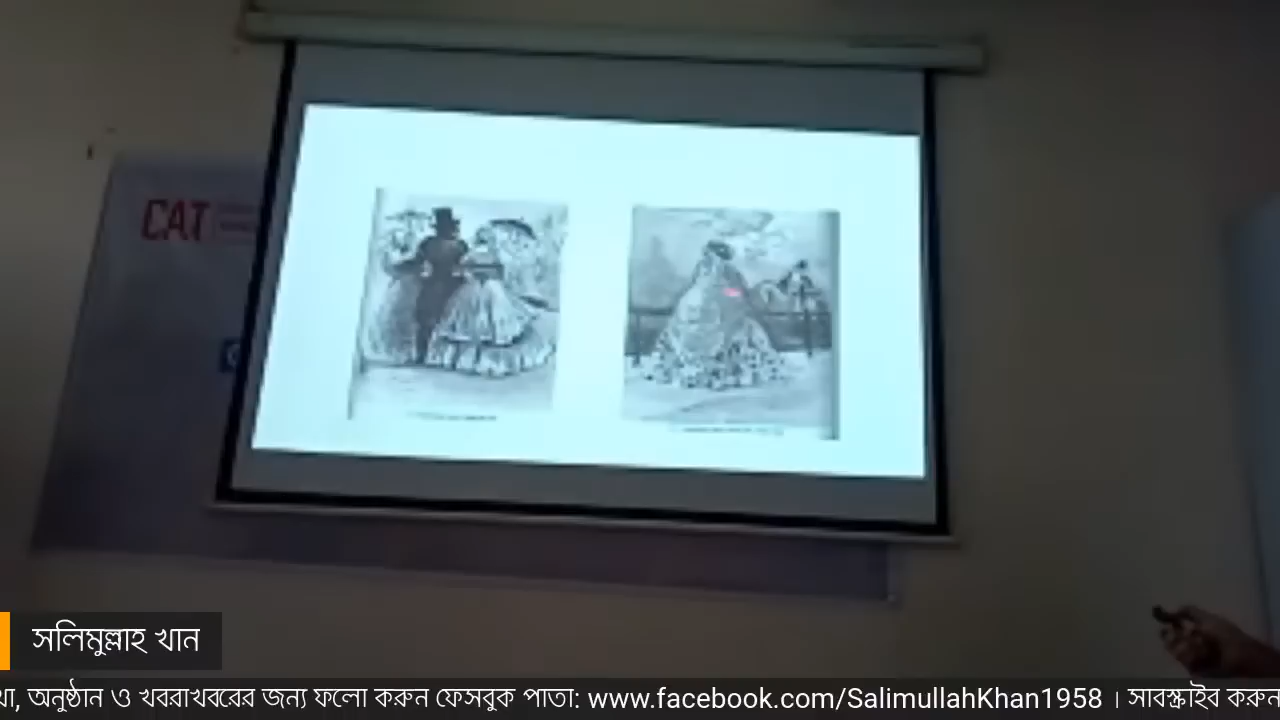 CAT
সলিমুল্লাহ খান
থা, অনুষ্ঠান ও খবরাখবরের জন্য ফলো করুন ফেসবুক পাতা: www.facebook.com/SalimullahKhan1958 । সাবস্ক্রাইব করুন